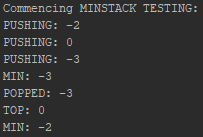 Commencing MINSTACK TESTING:
PUSHING: -2
PUSHING: 0
PUSHING: -3
MIN: -3
POPPED: -3
TOP: 0
MIN: -2